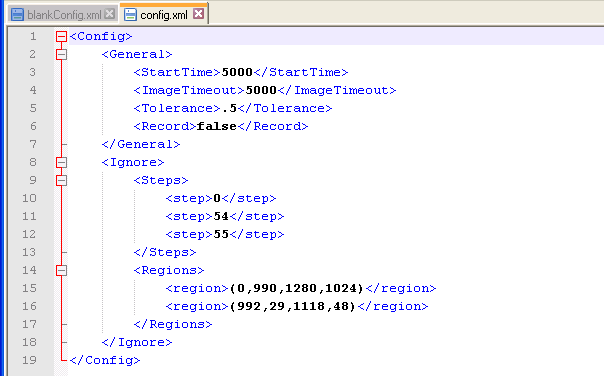 blankConfig.xml config.xml
1 <Config>
2 <General>
3 <StartTime>5000</StartTime>
4 <ImageTimeout>5000</ImageTimeout>
5 <Tolerance>.5</Tolerance>
6 <Record>false</Record>
7 </General>
8 <Ignore>
9 <Steps>
10 <step>0</step>
11 <step>54</step>
12 <step>55</step>
13 </Steps>
14 <Regions>
15 <region>(0,990,1280,1024)</region>
16 <region>(992,29,1118,48)</region>
17 </Regions>
18 </Ignore>
19 </Config>